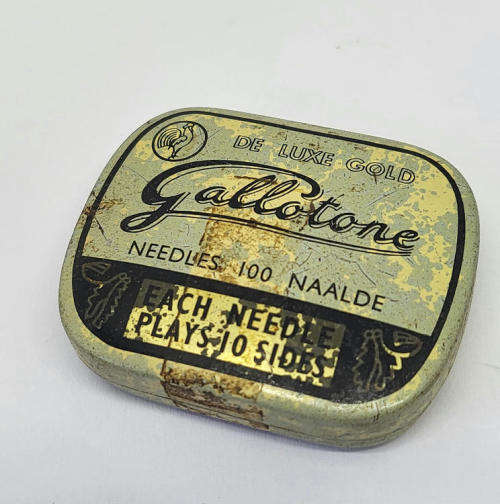 DE LUXE GOLD
Gallotone
NEEDLES 100 NAALDE
EACH NEEDLE
PLAYS 10 SIDES